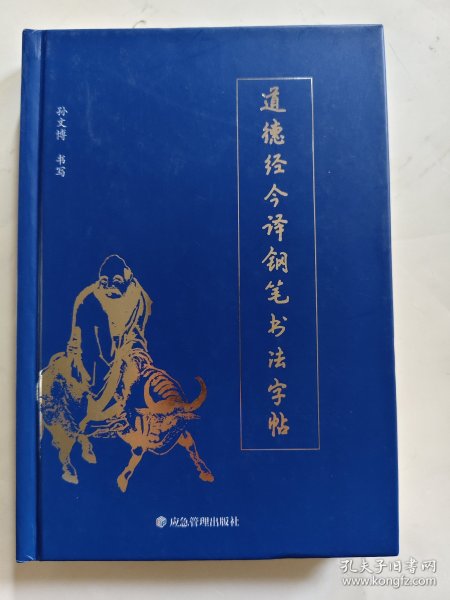 道德经今译钢笔书法字帖
孙文博 书写
应急管理出版社
孔夫子旧书网
www.kongfz.com